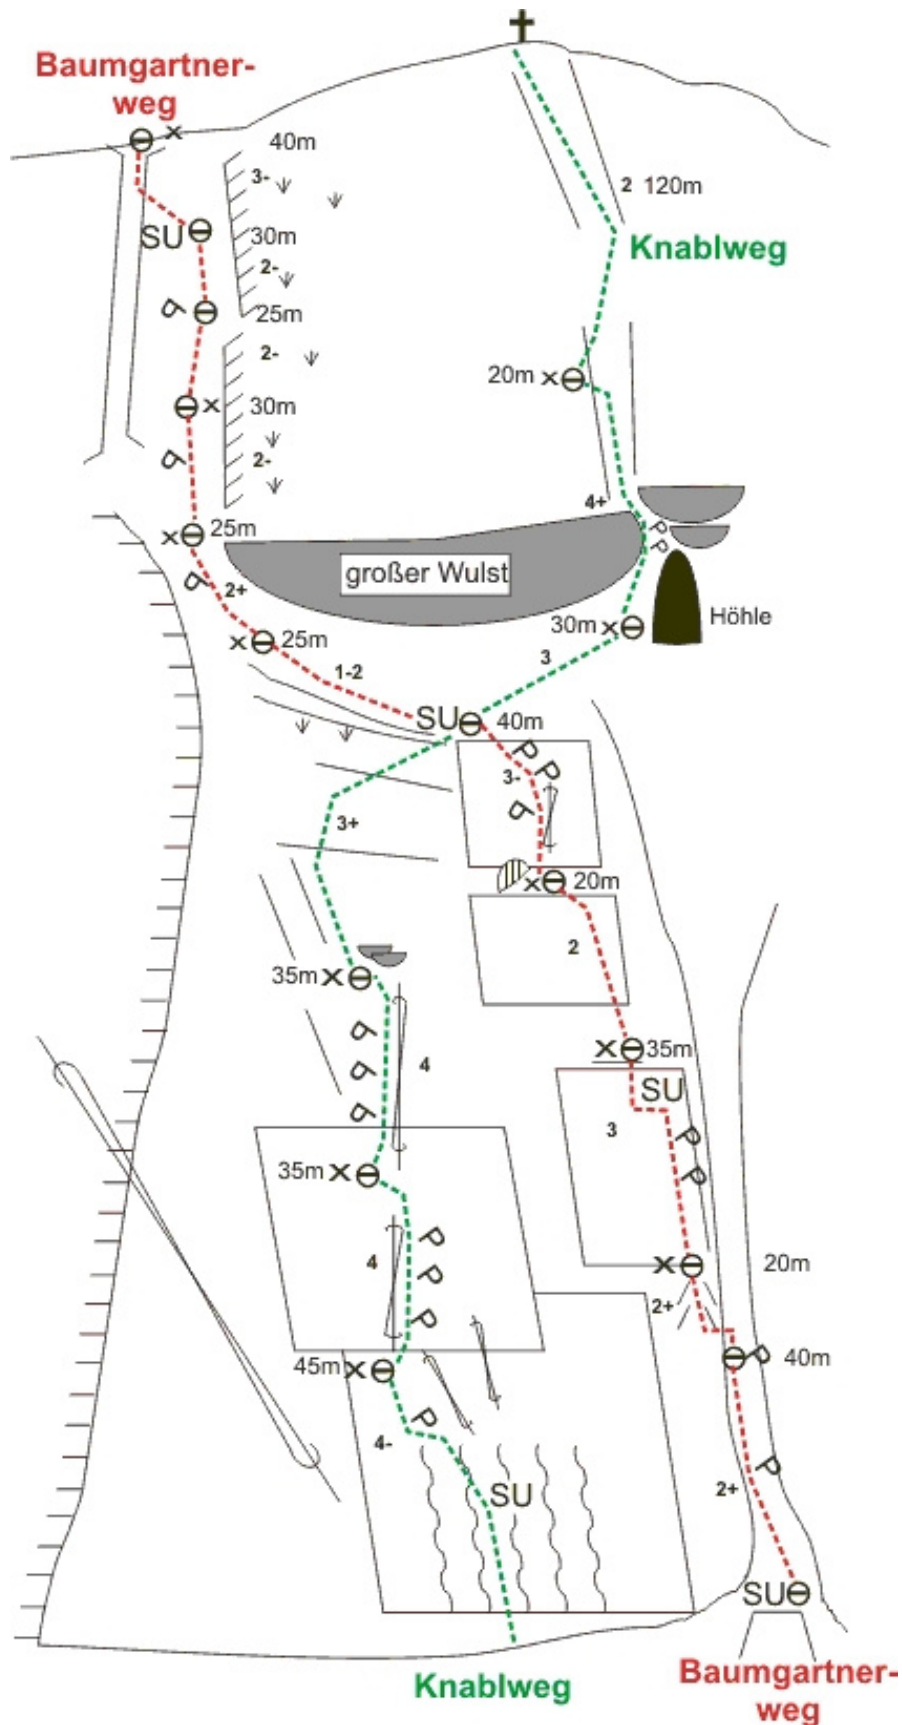 Baumgartner-
weg
x
40m
3-
2 120m
SU
30m
Knablweg
2-
25m
2-
20m x
x 30m
2-
4+
P
P
x 25m
großer Wulst
2+
Höhle
30m x
x 25m
3
1-2
SU 40m
P
3-
P
3+
x 20m
2
35m x
x 35m
4
SU
3
P
P
35m x
P
4
P
x 20m
P
2+
P
45m x
40m
P
4-
P
2+
SU
SU
Knablweg
Baumgartner-
weg